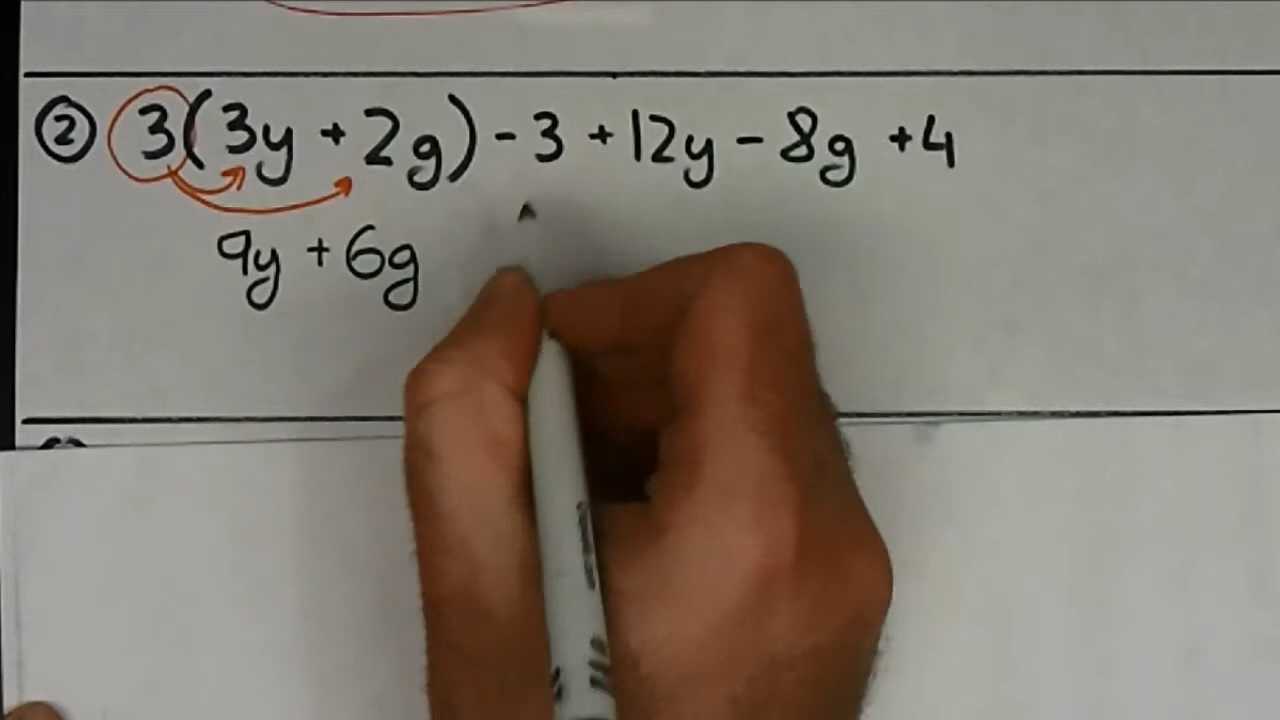 ② 3(3y + 2g) - 3 + 12y - 8g + 4
9y + 6g